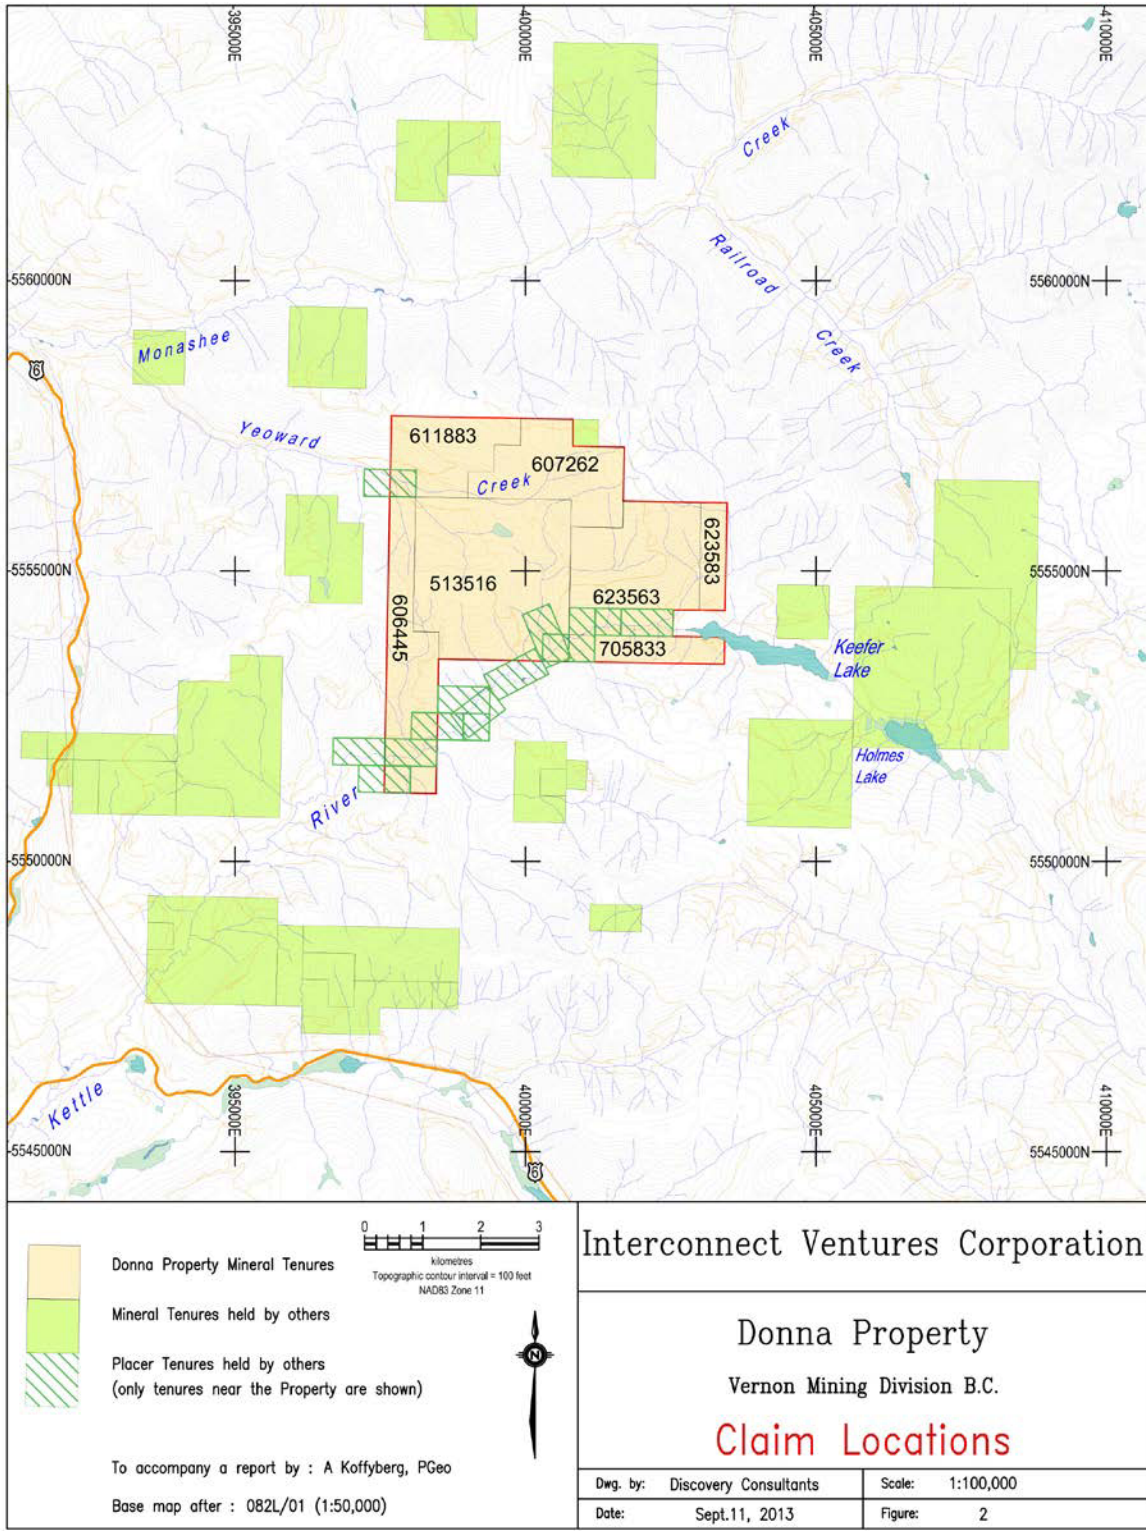 395000E
400000E
405000E
410000E
Creek
Railroad
Creek
5560000N
5560000N
Monashee
6
Yeoward
611883
607262
Creek
623583
5555000N
5555000N
513516
623563
606445
705833
Keefer
Lake
Holmes
Lake
River
5550000N
5550000N
Kettle
395000E
400000E
405000E
410000E
5545000N
5545000N
6
Donna Property Mineral Tenures
Mineral Tenures held by others
Placer Tenures held by others
(only tenures near the Property are shown)
0 1 2 3
kilometres
Topographic contour interval = 100 feet
NAD83 Zone 11
N
To accompany a report by : A Koffyberg, PGeo
Base map after : 082L/01 (1:50,000)
Interconnect Ventures Corporation
Donna Property
Vernon Mining Division B.C.
Claim Locations
Dwg. by: Discovery Consultants
Scale: 1:100,000
Date: Sept.11, 2013
Figure: 2